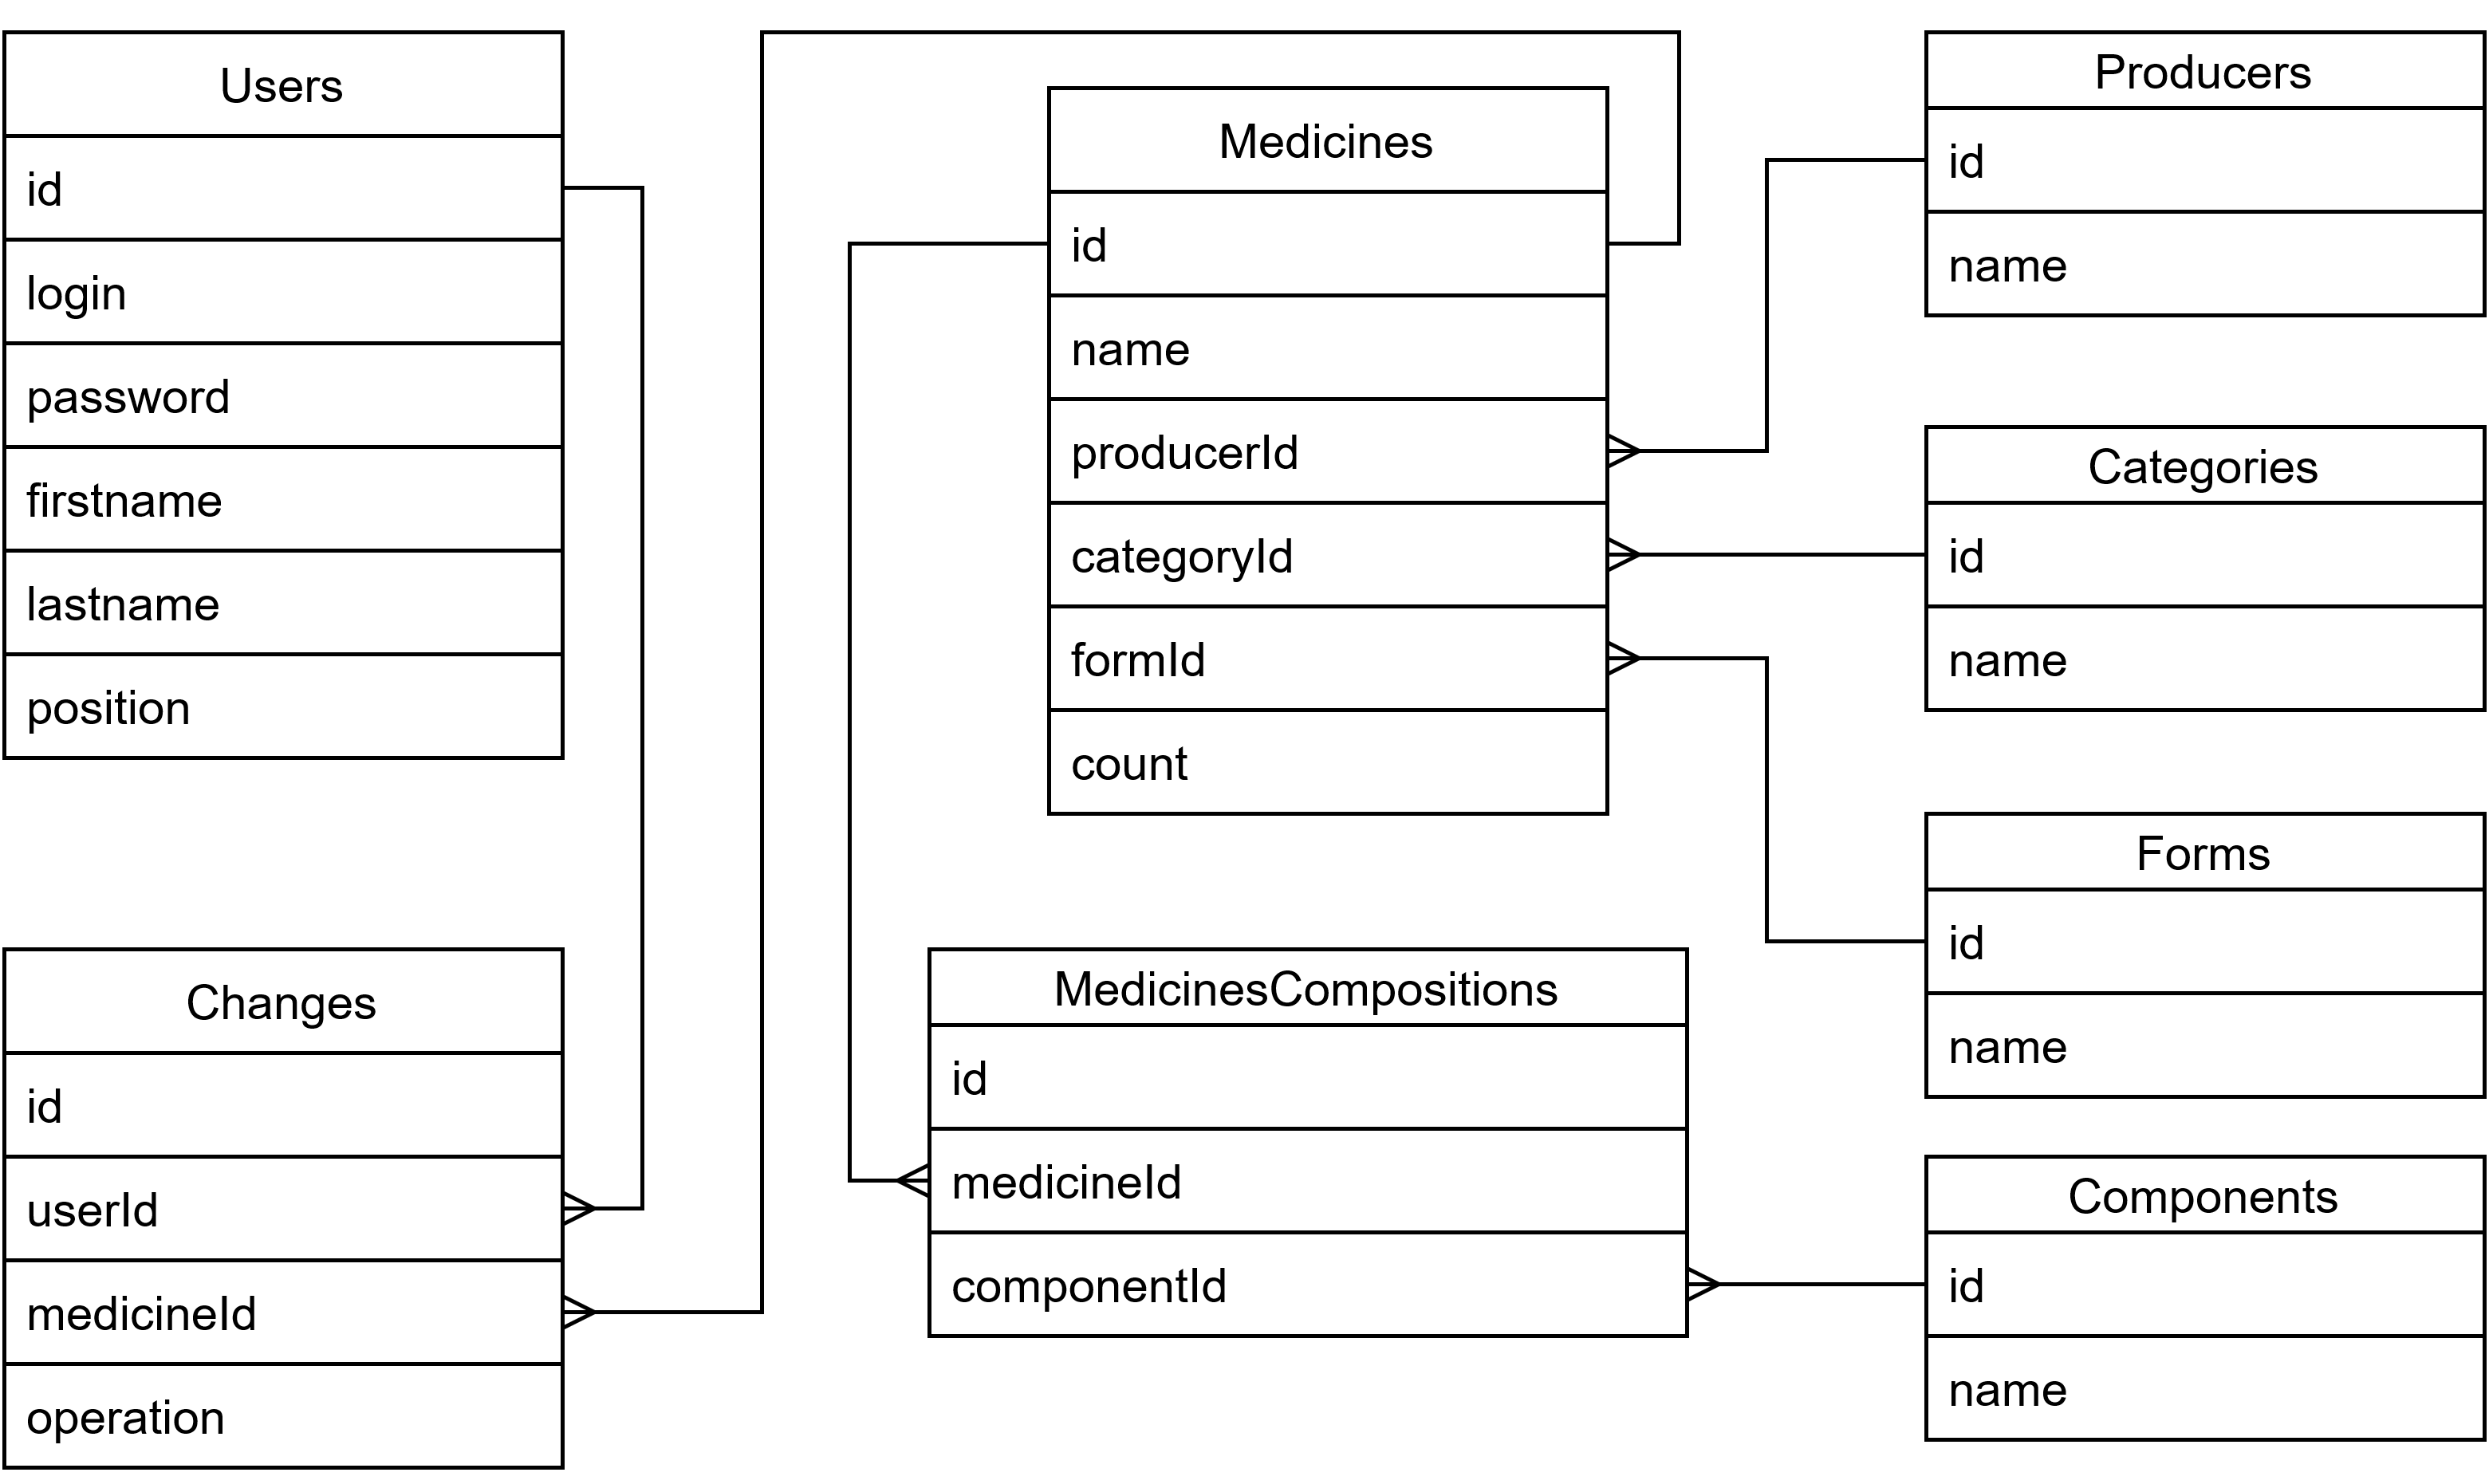 Users
id
login
password
firstname
lastname
position
Changes
id
userId
medicineId
operation
Medicines
id
name
producerId
categoryId
formId
count
MedicinesCompositions
id
medicineId
componentId
Producers
id
name
Categories
id
name
Forms
id
name
Components
id
name